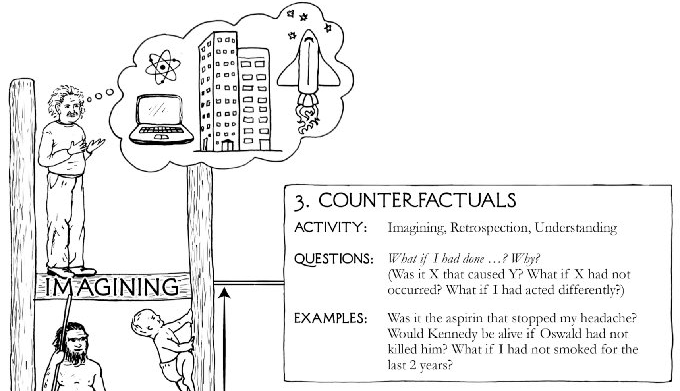 3. COUNTERFACTUALS
ACTIVITY: Imagining, Retrospection, Understanding
QUESTIONS: What if I had done …? Why?
(Was it X that caused Y? What if X had not
occurred? What if I had acted differently?)
IMAGINING
EXAMPLES: Was it the aspirin that stopped my headache?
Would Kennedy be alive if Oswald had not
killed him? What if I had not smoked for the
last 2 years?